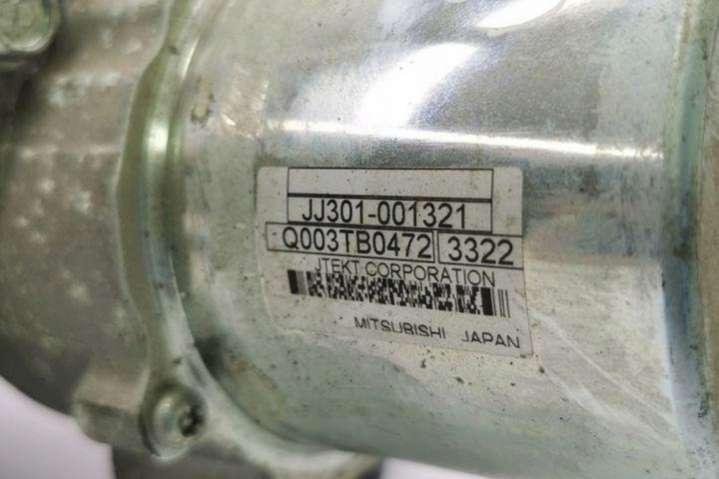 JJ301-001321
Q003TB0472 3322
JTEKT CORPORATION
MITSUBISHI JAPAN